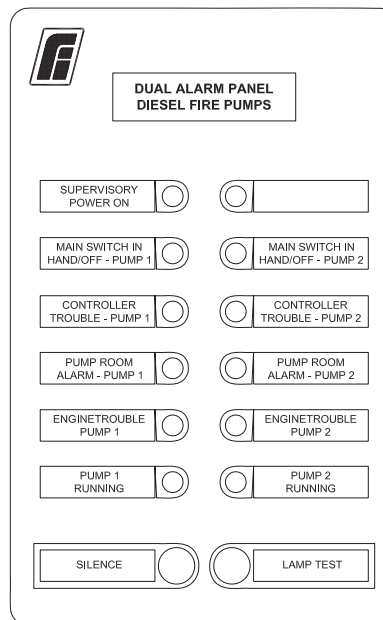 DUAL ALARM PANEL
DIESEL FIRE PUMPS
SUPERVISORY
POWER ON
MAIN SWITCH IN
HAND/OFF - PUMP 1
MAIN SWITCH IN
HAND/OFF - PUMP 2
CONTROLLER
TROUBLE - PUMP 1
CONTROLLER
TROUBLE - PUMP 2
PUMP ROOM
ALARM - PUMP 1
PUMP ROOM
ALARM - PUMP 2
ENGINETROUBLE
PUMP 1
ENGINETROUBLE
PUMP 2
PUMP 1
RUNNING
PUMP 2
RUNNING
SILENCE
LAMP TEST